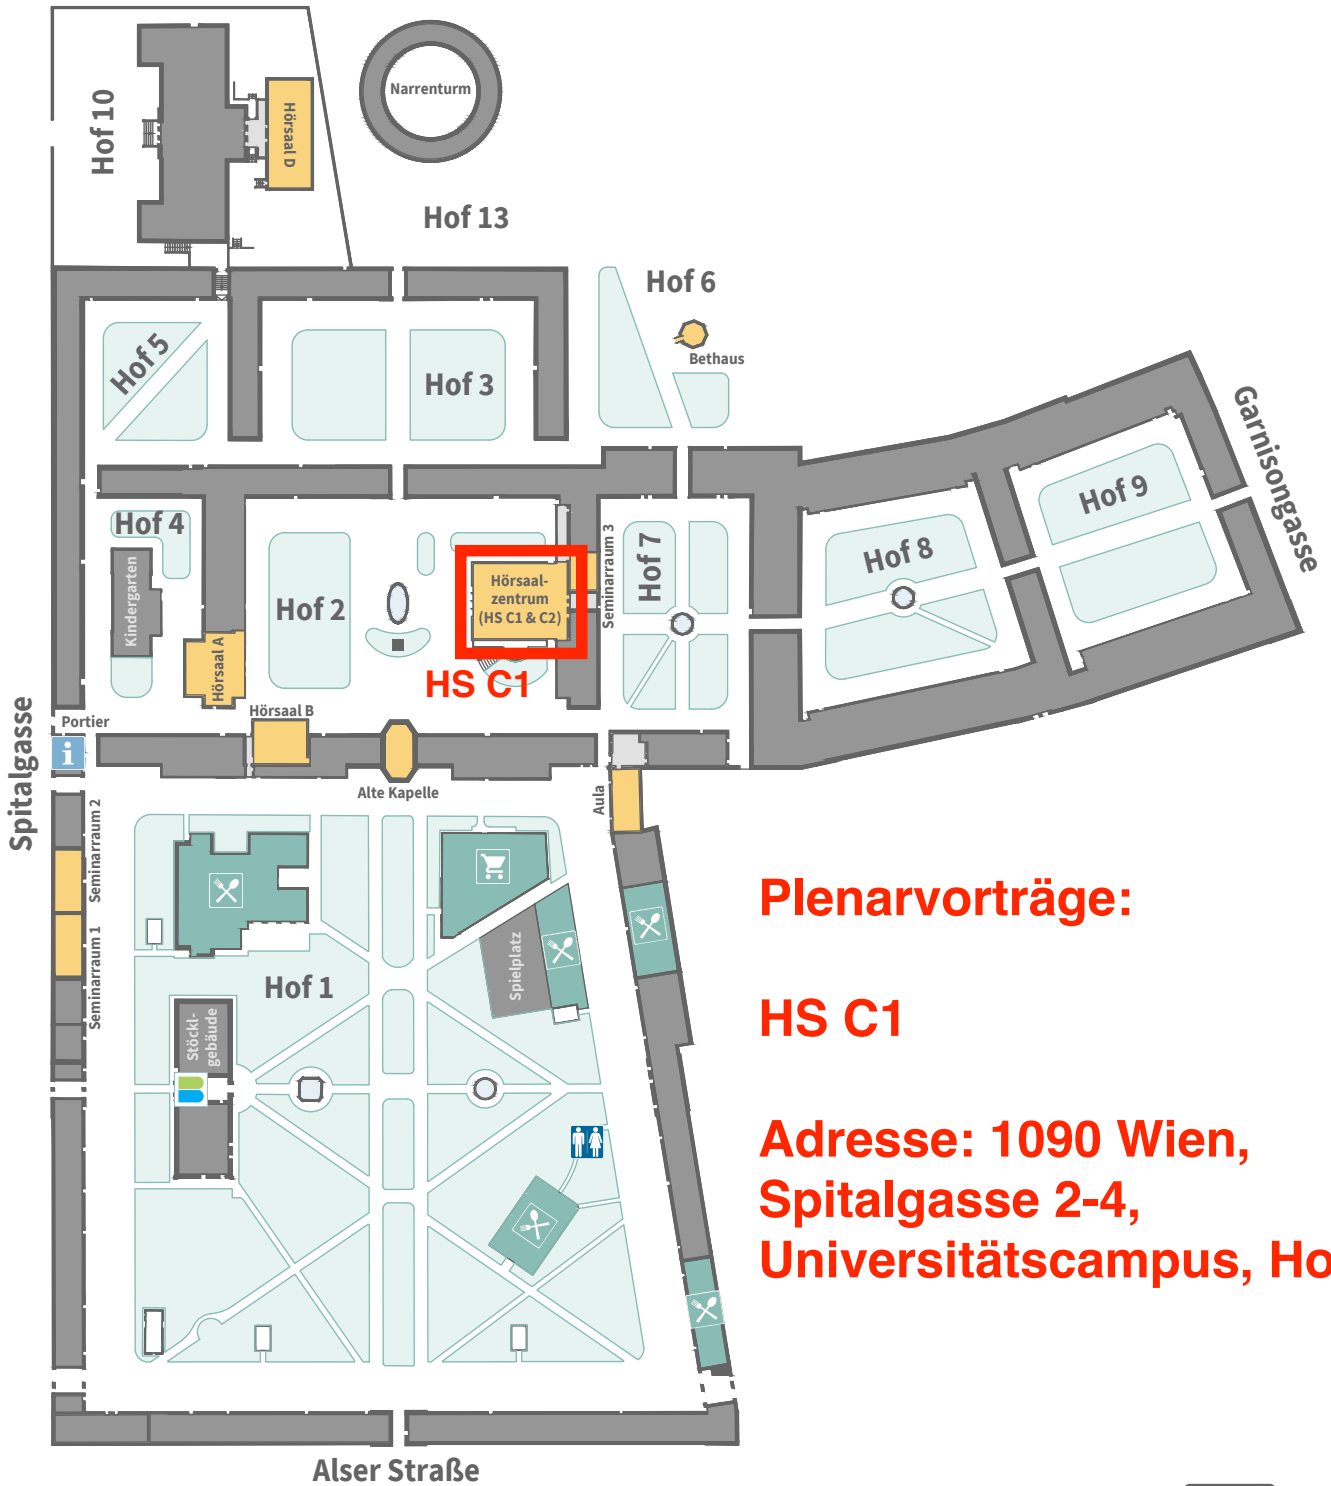 Narrenturm
Hof 10
Hörsaal D
Hof 13
Hof 6
Bethaus
Hof 5
Hof 3
Garnisongasse
Hof 9
Hof 4
Hof 8
Hof 7
Seminarraum 3
Kindergarten
Hof 2
Hörsaal-
zentrum
(HS C1 & C2)
HS C1
Hörsaal A
Hörsaal B
Portier
i
Spitalgasse
Alte Kapelle
Aula
Seminarraum 2
Seminarraum 1
Spielplatz
Hof 1
Stöckl-
gebäude
Plenarvorträge:
HS C1
Adresse: 1090 Wien,
Spitalgasse 2-4,
Universitätscampus, Ho
Alser Straße